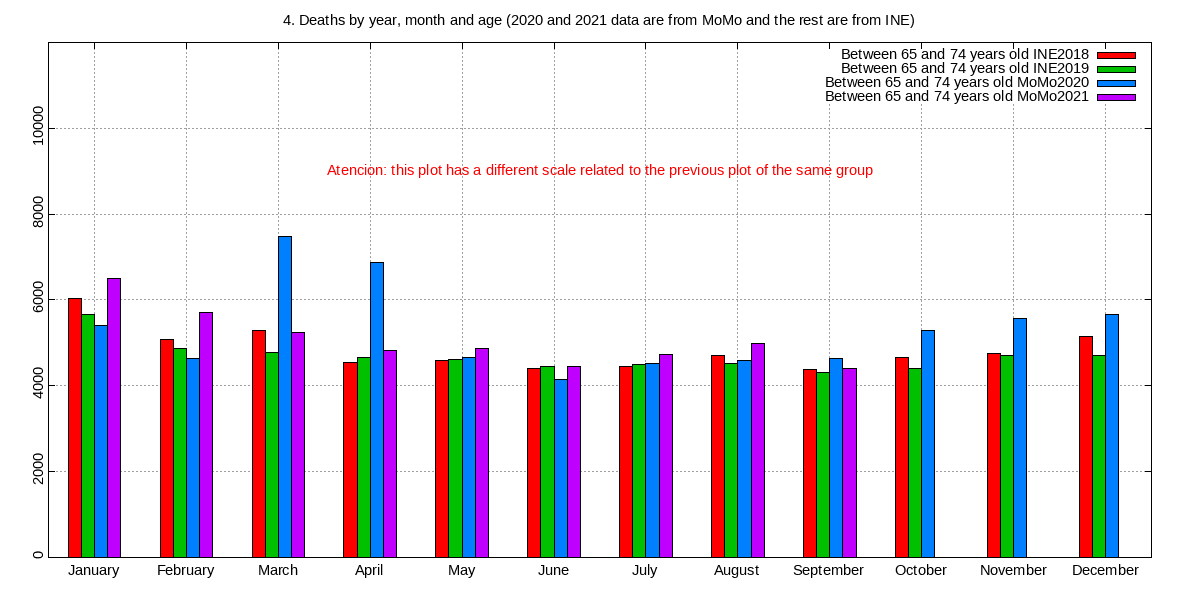 4. Deaths by year, month and age (2020 and 2021 data are from MoMo and the rest are from INE)
Between 65 and 74 years old INE2018
Between 65 and 74 years old INE2019
Between 65 and 74 years old MoMo2020
Between 65 and 74 years old MoMo2021
10000
Atencion: this plot has a different scale related to the previous plot of the same group
8000
6000
4000
2000
0
January February March April May June July August September October November December